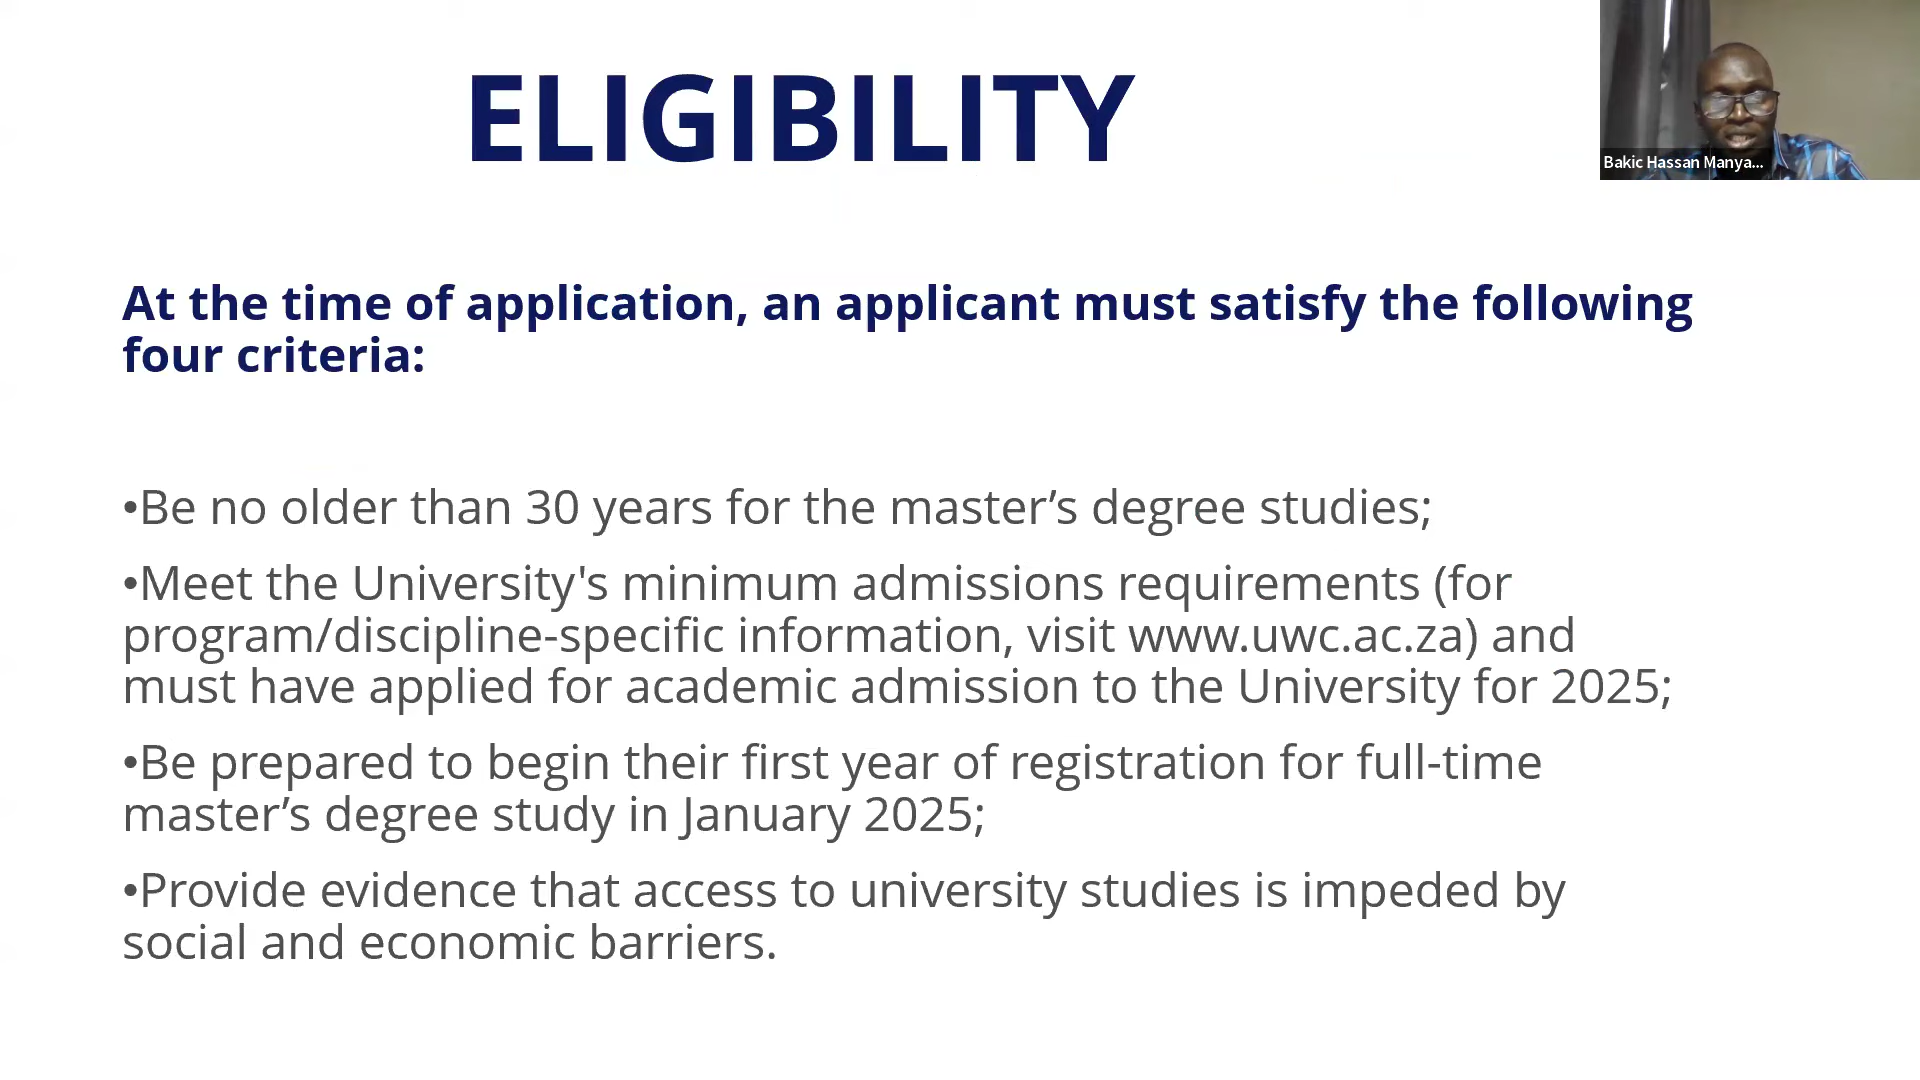 ELIGIBILITY
Bakic Hassan Manya...
At the time of application, an applicant must satisfy the following
four criteria:
•Be no older than 30 years for the master’s degree studies;
•Meet the University's minimum admissions requirements (for
program/discipline-specific information, visit www.uwc.ac.za) and
must have applied for academic admission to the University for 2025;
•Be prepared to begin their first year of registration for full-time
master’s degree study in January 2025;
•Provide evidence that access to university studies is impeded by
social and economic barriers.